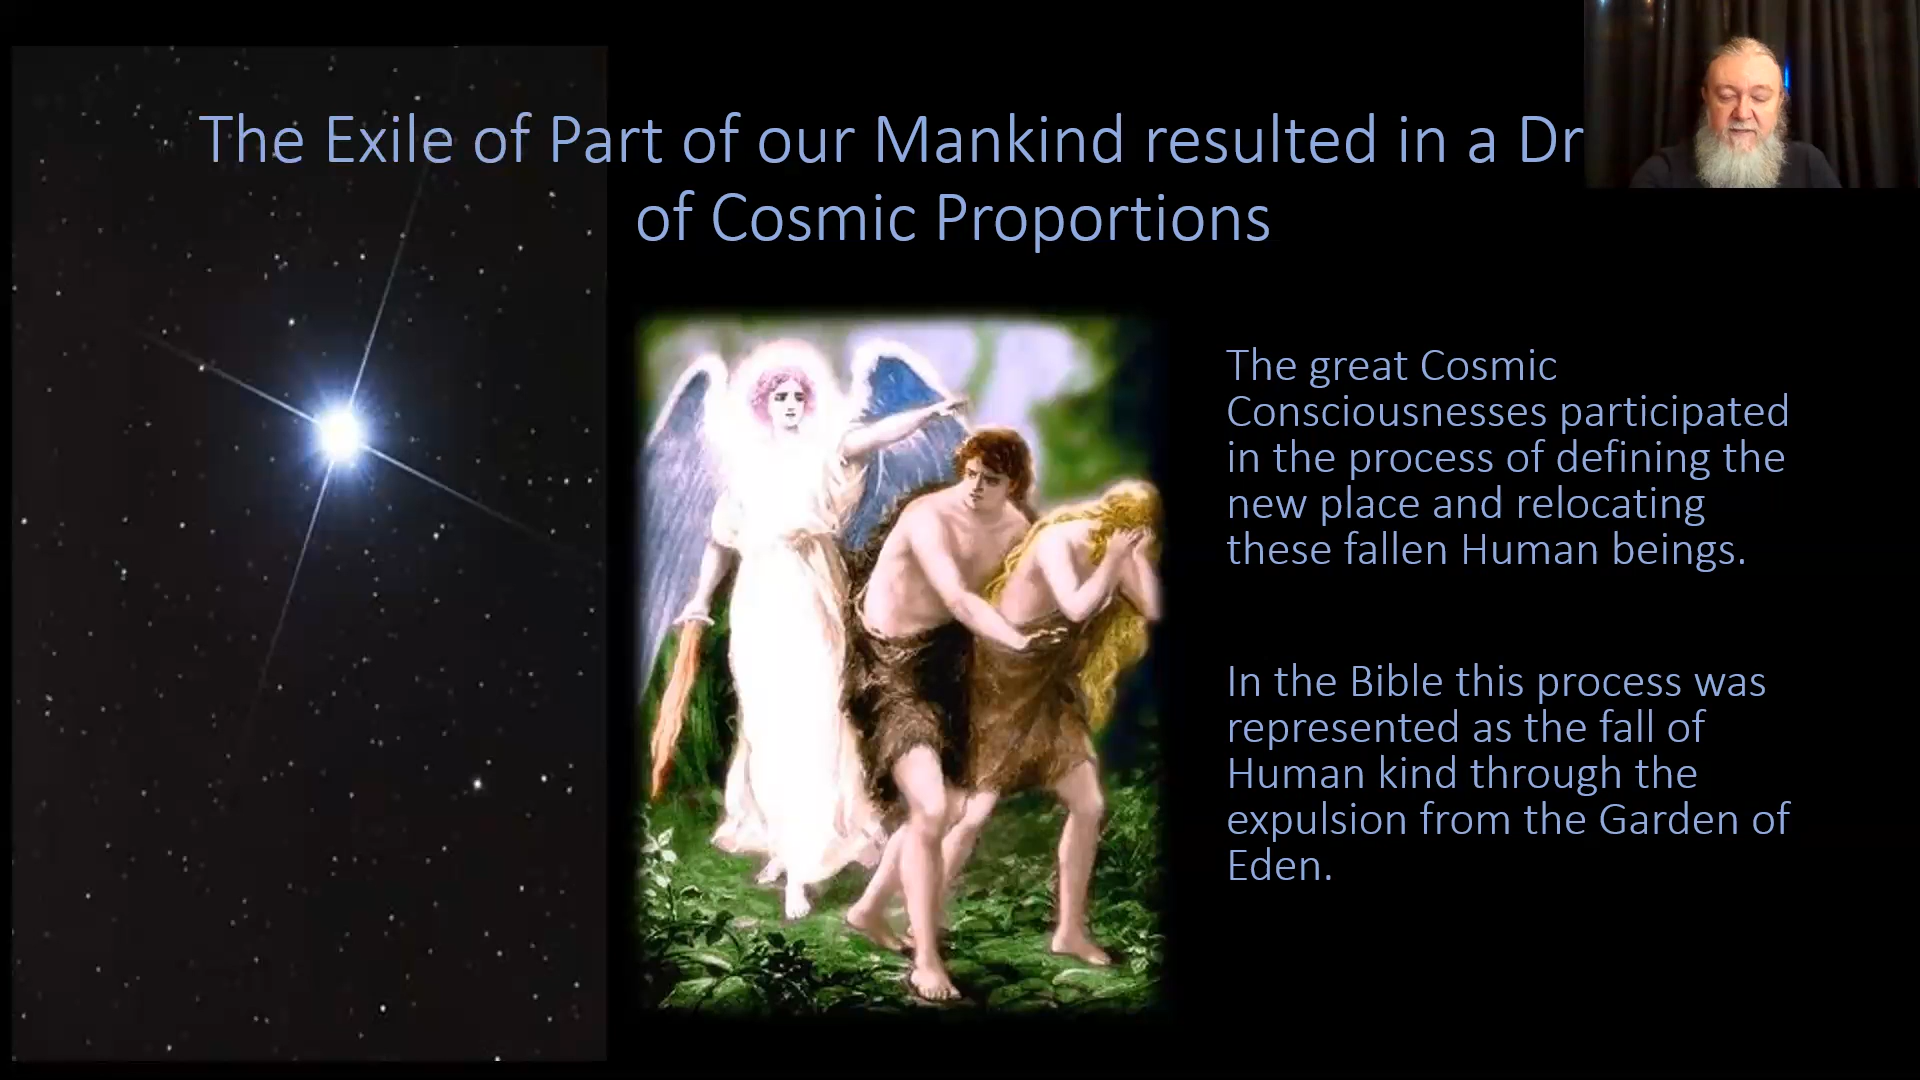 The Exile of Part of our Mankind resulted in a
of Cosmic Proportions
The great Cosmic
Consciousnesses participated
in the process of defining the
new place and relocating
these fallen Human beings.
In the Bible this process was
represented as the fall of
Human kind through the
expulsion from the Garden of
Eden.